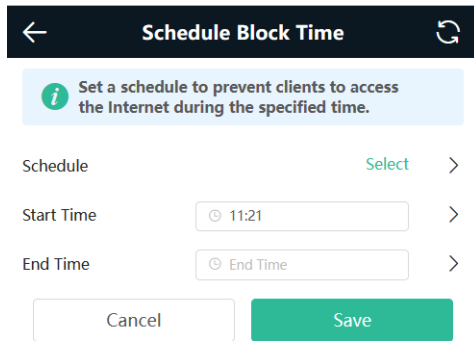 Schedule Block Time
Set a schedule to prevent clients to access
the Internet during the specified time.
Schedule Select
Start Time 11:21
End Time End Time
Cancel Save